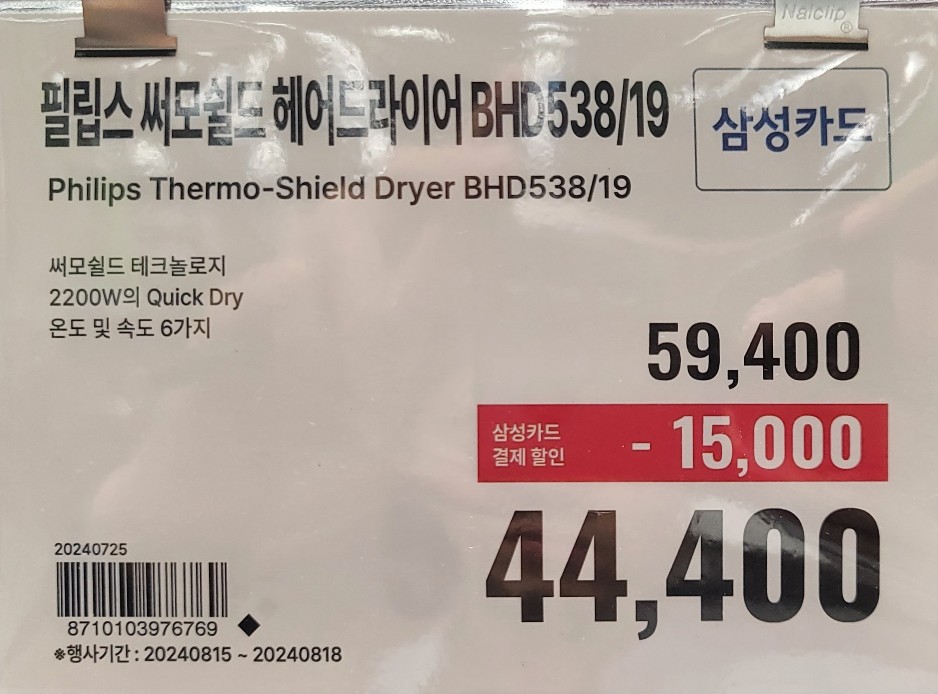 Nalclip®
필립스 써모쉴드 헤어드라이어 BHD538/19
삼성카드
Philips Thermo-Shield Dryer BHD538/19
써모쉴드 테크놀로지
2200W의 Quick Dry
온도 및 속도 6가지
59,400
삼성카드
결제 할인
- 15,000
44,400
20240725
8710103976769 ◆
※행사기간 : 20240815 ~ 20240818